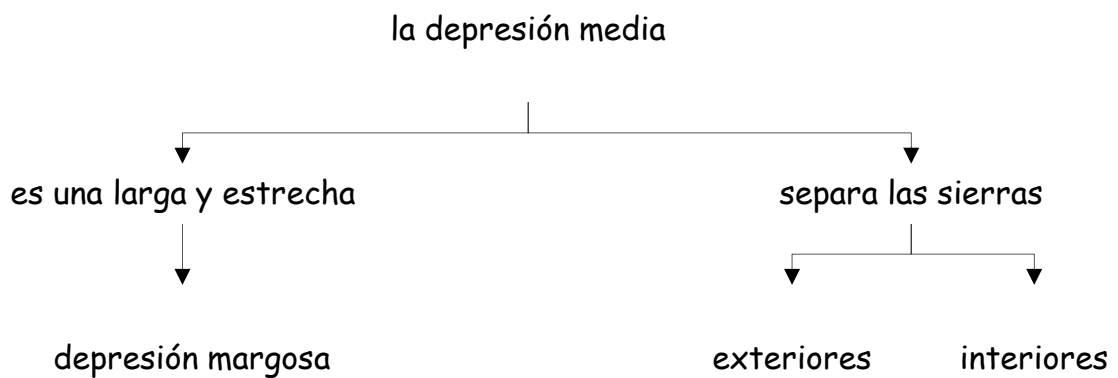 la depresión media
es una larga y estrecha
separa las sierras
depresión margosa
exteriores
interiores